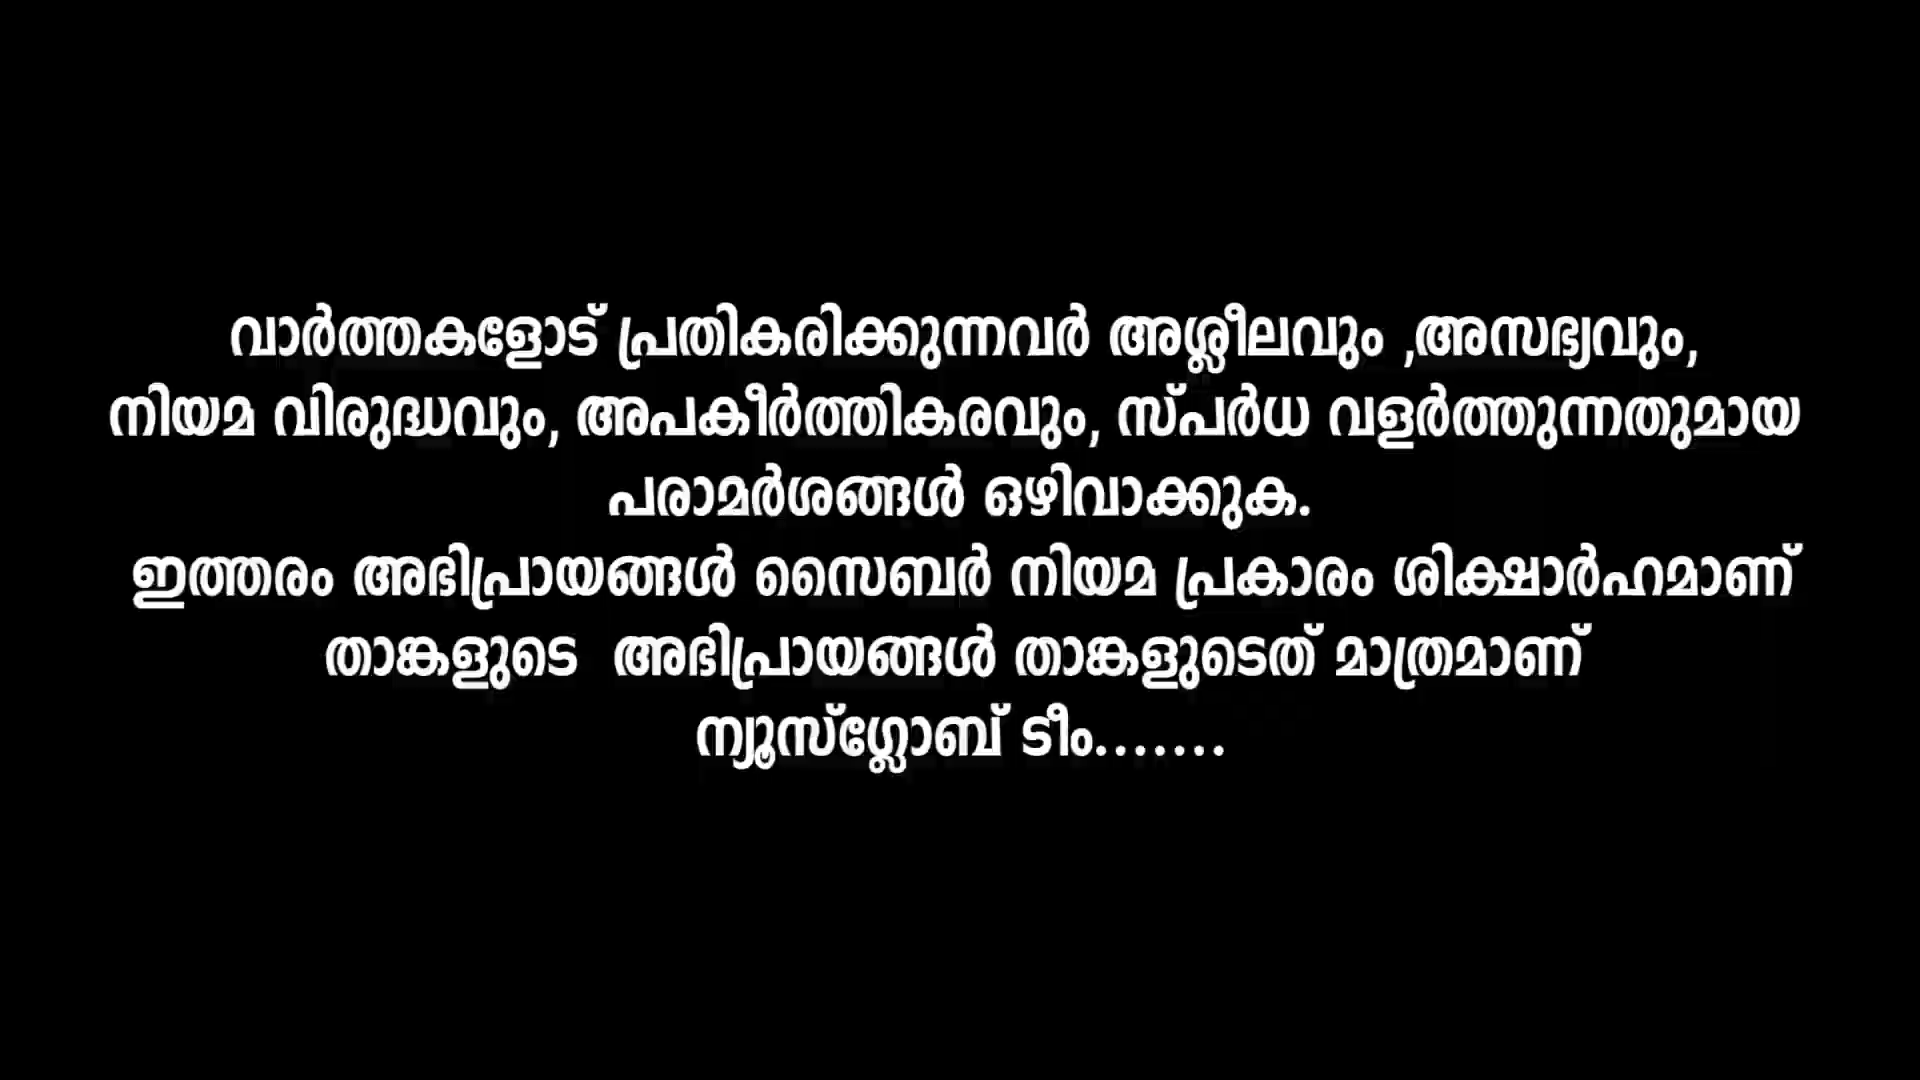 വാർത്തകളോട് പ്രതികരിക്കുന്നവർ അശ്ലീലവും ,അസഭ്യവും,
നിയമ വിരുദ്ധവും, അപകീർത്തികരവും, സ്പർധ വളർത്തുന്നതുമായ
പരാമർശങ്ങൾ ഒഴിവാക്കുക.
ഇത്തരം അഭിപ്രായങ്ങൾ സൈബർ നിയമ പ്രകാരം ശിക്ഷാർഹമാണ്
താങ്കളുടെ  അഭിപ്രായങ്ങൾ താങ്കളുടെത് മാത്രമാണ്
ന്യൂസ്ഗ്ലോബ് ടീം.......